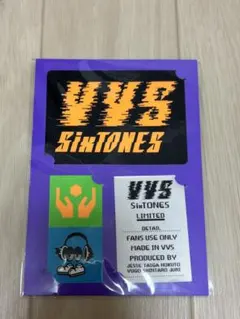 VVS
SixTONES
VVS
SixTONES
LIMITED
DETAIL
FANS USE ONLY
MADE IN VVS
PRODUCED BY
JESSE TAIGA HOKUTO
YUGO SHINTARO JURI